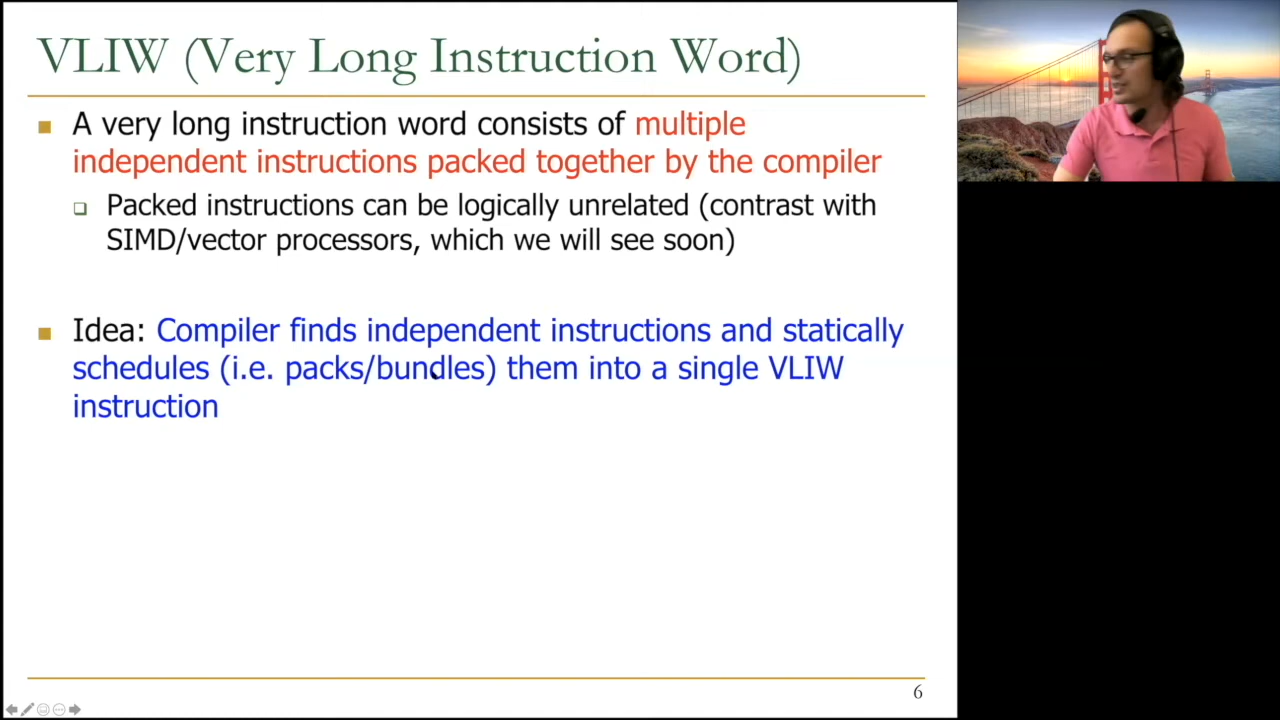 VLIW (Very Long Instruction Word)
A very long instruction word consists of multiple
independent instructions packed together by the compiler
Packed instructions can be logically unrelated (contrast with
SIMD/vector processors, which we will see soon)
Idea: Compiler finds independent instructions and statically
schedules (i.e. packs/bundles) them into a single VLIW
instruction
6